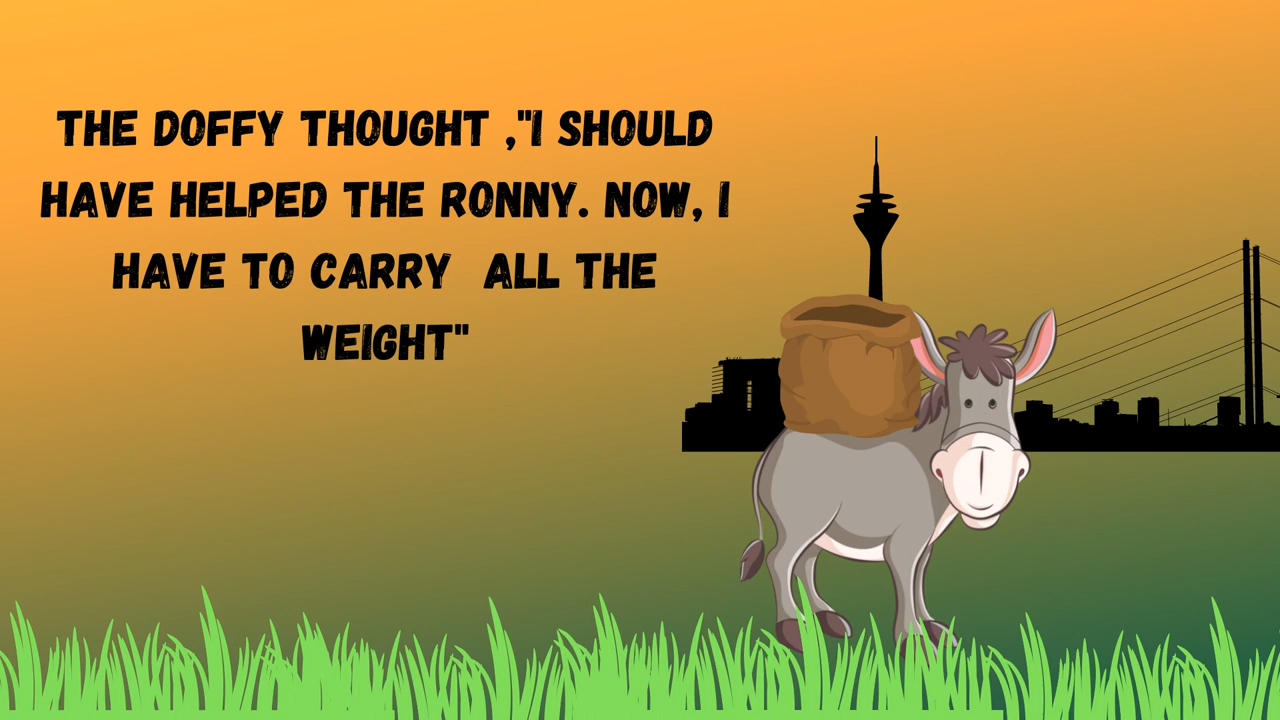 THE DOFFY THOUGHT ,"I SHOULD
HAVE HELPED THE RONNY. NOW, I
HAVE TO CARRY  ALL THE
WEIGHT"